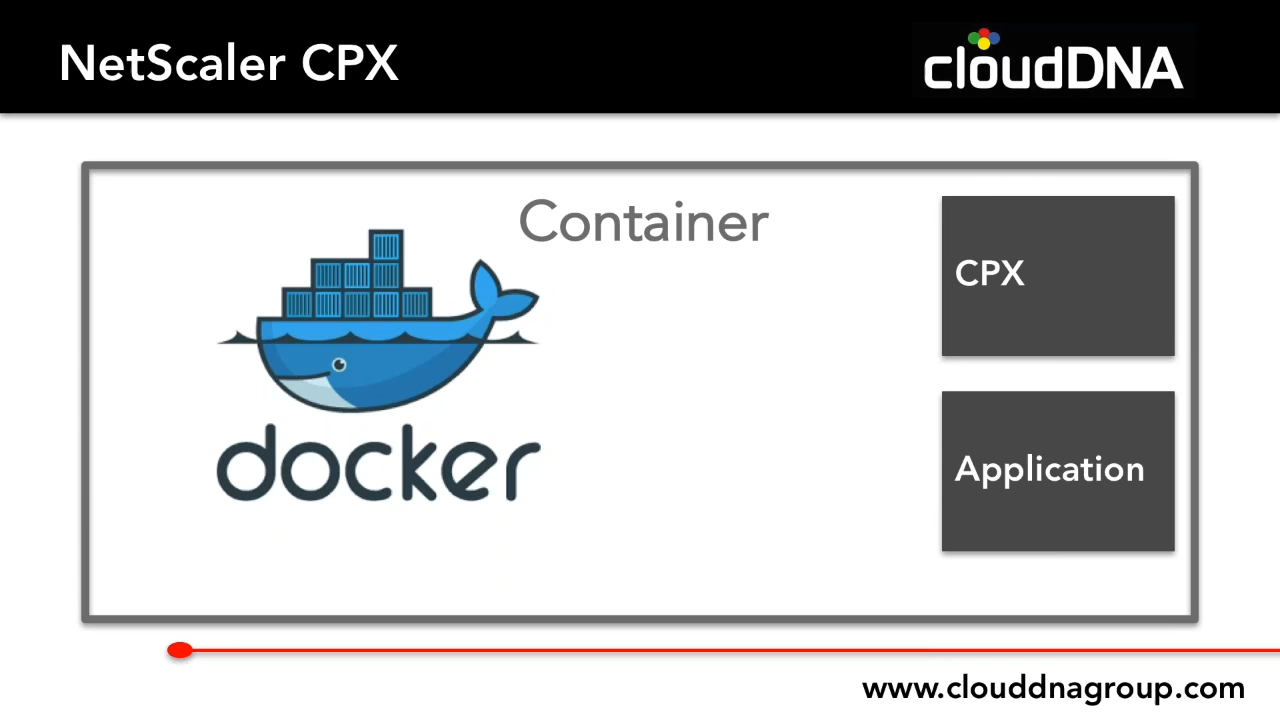 NetScaler CPX
cloudDNA
Container
CPX
docker
Application
www.clouddnagroup.com